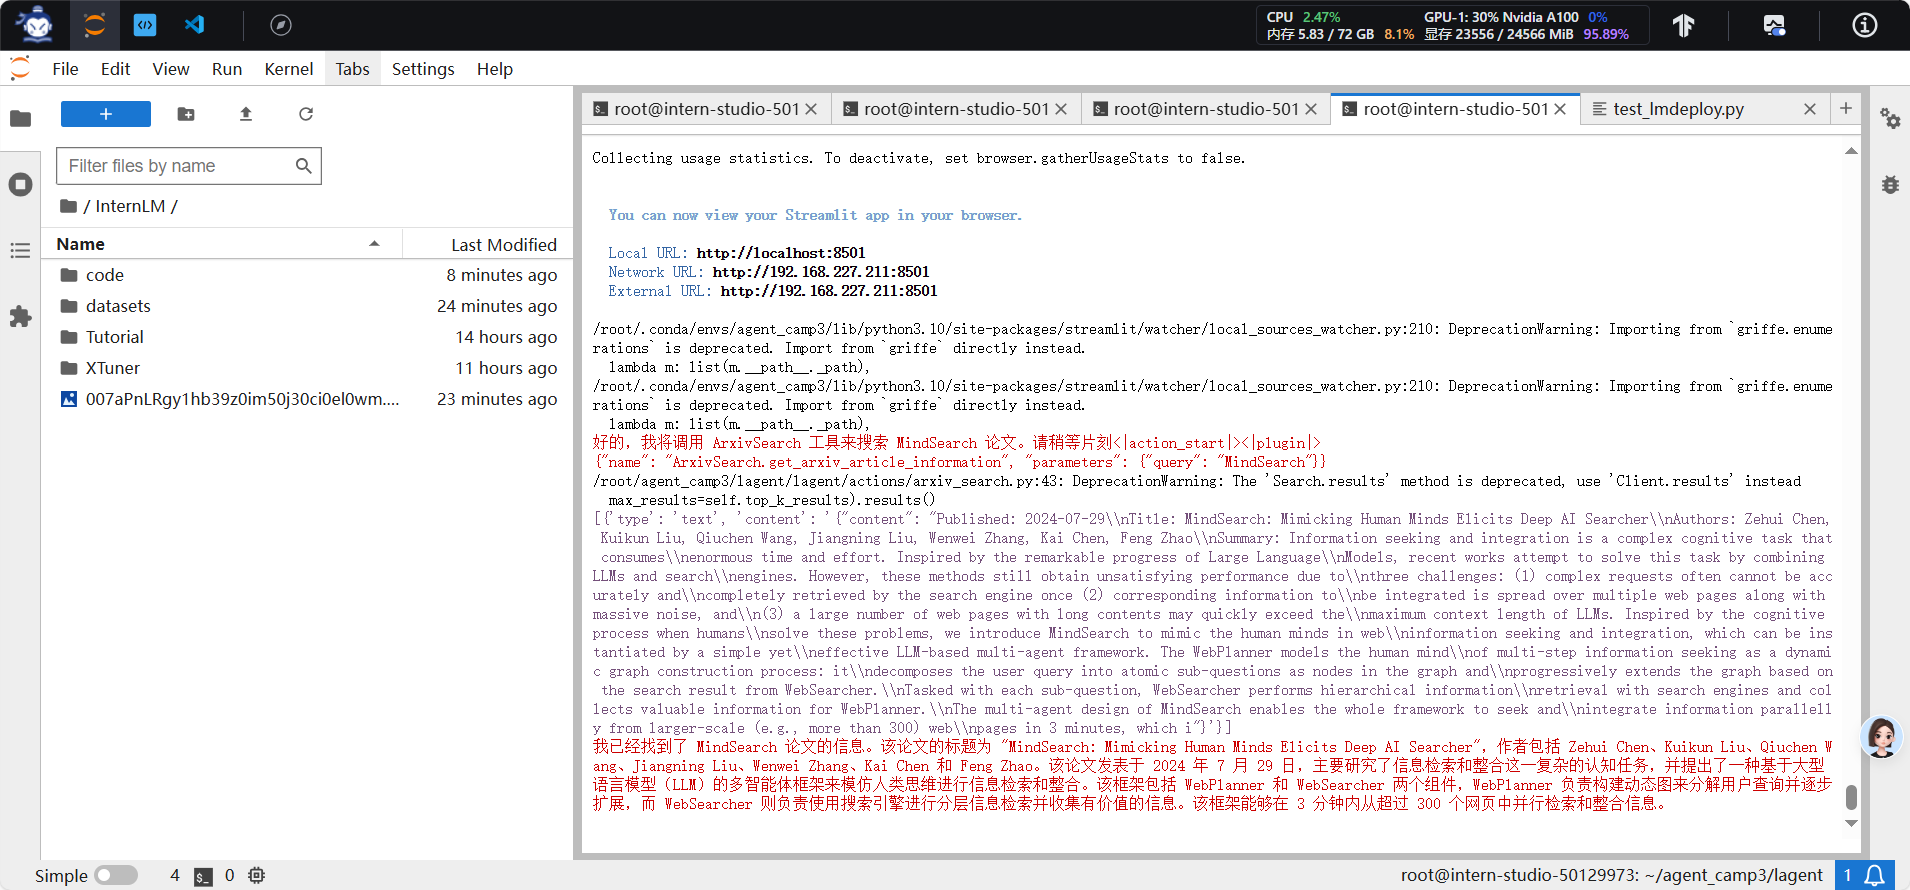 CPU 2.47% GPU-1: 30% Nvidia A100 0%
内存 5.83 / 72 GB 8.1% 显存 23556 / 24566 MiB 95.89%
File Edit View Run Kernel Tabs Settings Help
root@intern-studio-501 root@intern-studio-501 root@intern-studio-501 root@intern-studio-501 test_lmdeploy.py
Filter files by name
/ InternLM /
Name Last Modified
code 8 minutes ago
datasets 24 minutes ago
Tutorial 14 hours ago
XTuner 11 hours ago
007aPnLRgy1hb39z0im50j30ci0el0wm.... 23 minutes ago
Collecting usage statistics. To deactivate, set browser.gatherUsageStats to false.
You can now view your Streamlit app in your browser.
Local URL: http://localhost:8501
Network URL: http://192.168.227.211:8501
External URL: http://192.168.227.211:8501
/root/.conda/envs/agent_camp3/lib/python3.10/site-packages/streamlit/watcher/local_sources_watcher.py:210: DeprecationWarning: Importing from `griffe.enume
rations` is deprecated. Import from `griffe` directly instead.
lambda m: list(m.__path__._path),
/root/.conda/envs/agent_camp3/lib/python3.10/site-packages/streamlit/watcher/local_sources_watcher.py:210: DeprecationWarning: Importing from `griffe.enume
rations` is deprecated. Import from `griffe` directly instead.
lambda m: list(m.__path__._path),
好的，我将调用 ArxivSearch 工具来搜索 MindSearch 论文。请稍等片刻<|action_start|><|plugin|>
{"name": "ArxivSearch.get_arxiv_article_information", "parameters": {"query": "MindSearch"}}
/root/agent_camp3/lagent/lagent/actions/arxiv_search.py:43: DeprecationWarning: The 'Search.results' method is deprecated, use 'Client.results' instead
max_results=self.top_k_results).results()
[{'type': 'text', 'content': '{"content": "Published: 2024-07-29\\nTitle: MindSearch: Mimicking Human Minds Elicits Deep AI Searcher\\nAuthors: Zehui Chen,
Kuikun Liu, Qiuchen Wang, Jiangning Liu, Wenwei Zhang, Kai Chen, Feng Zhao\\nSummary: Information seeking and integration is a complex cognitive task that
consumes\\nenormous time and effort. Inspired by the remarkable progress of Large Language\\nModels, recent works attempt to solve this task by combining
LLMs and search\\nengines. However, these methods still obtain unsatisfying performance due to\\nthree challenges: (1) complex requests often cannot be acc
urately and\\ncompletely retrieved by the search engine once (2) corresponding information to\\nbe integrated is spread over multiple web pages along with
massive noise, and\\n(3) a large number of web pages with long contents may quickly exceed the\\nmaximum context length of LLMs. Inspired by the cognitive
process when humans\\nsolve these problems, we introduce MindSearch to mimic the human minds in web\\ninformation seeking and integration, which can be ins
tantiated by a simple yet\\neffective LLM-based multi-agent framework. The WebPlanner models the human mind\\nof multi-step information seeking as a dynami
c graph construction process: it\\ndecomposes the user query into atomic sub-questions as nodes in the graph and\\nprogressively extends the graph based on
the search result from WebSearcher.\\nTasked with each sub-question, WebSearcher performs hierarchical information\\nretrieval with search engines and col
lects valuable information for WebPlanner.\\nThe multi-agent design of MindSearch enables the whole framework to seek and\\nintegrate information parallell
y from larger-scale (e.g., more than 300) web\\npages in 3 minutes, which i"}'}]
我已经找到了 MindSearch 论文的信息。该论文的标题为 "MindSearch: Mimicking Human Minds Elicits Deep AI Searcher"，作者包括 Zehui Chen、Kuikun Liu、Qiuchen W
ang、Jiangning Liu、Wenwei Zhang、Kai Chen 和 Feng Zhao。该论文发表于 2024 年 7 月 29 日，主要研究了信息检索和整合这一复杂的认知任务，并提出了一种基于大型
语言模型（LLM）的多智能体框架来模仿人类思维进行信息检索和整合。该框架包括 WebPlanner 和 WebSearcher 两个组件，WebPlanner 负责构建动态图来分解用户查询并逐步
扩展，而 WebSearcher 则负责使用搜索引擎进行分层信息检索并收集有价值的信息。该框架能够在 3 分钟内从超过 300 个网页中并行检索和整合信息。
Simple 4 0 root@intern-studio-50129973: ~/agent_camp3/lagent 1